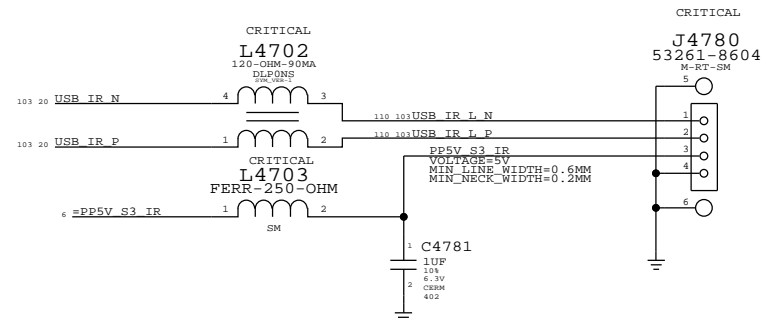 CRITICAL
L4702
120-OHM-90MA
DLP0NS
SYM_VER-1
103 20 USB_IR_N
4
3
103 20 USB_IR_P
1
2
CRITICAL
L4703
FERR-250-OHM
6 =PP5V_S3_IR
1
2
SM
110 103 USB_IR_L_N
110 103 USB_IR_L_P
PP5V_S3_IR
VOLTAGE=5V
MIN_LINE_WIDTH=0.6MM
MIN_NECK_WIDTH=0.2MM
1
C4781
1UF
10%
6.3V
2
CERM
402
CRITICAL
J4780
53261-8604
M-RT-SM
5
1
2
3
4
6